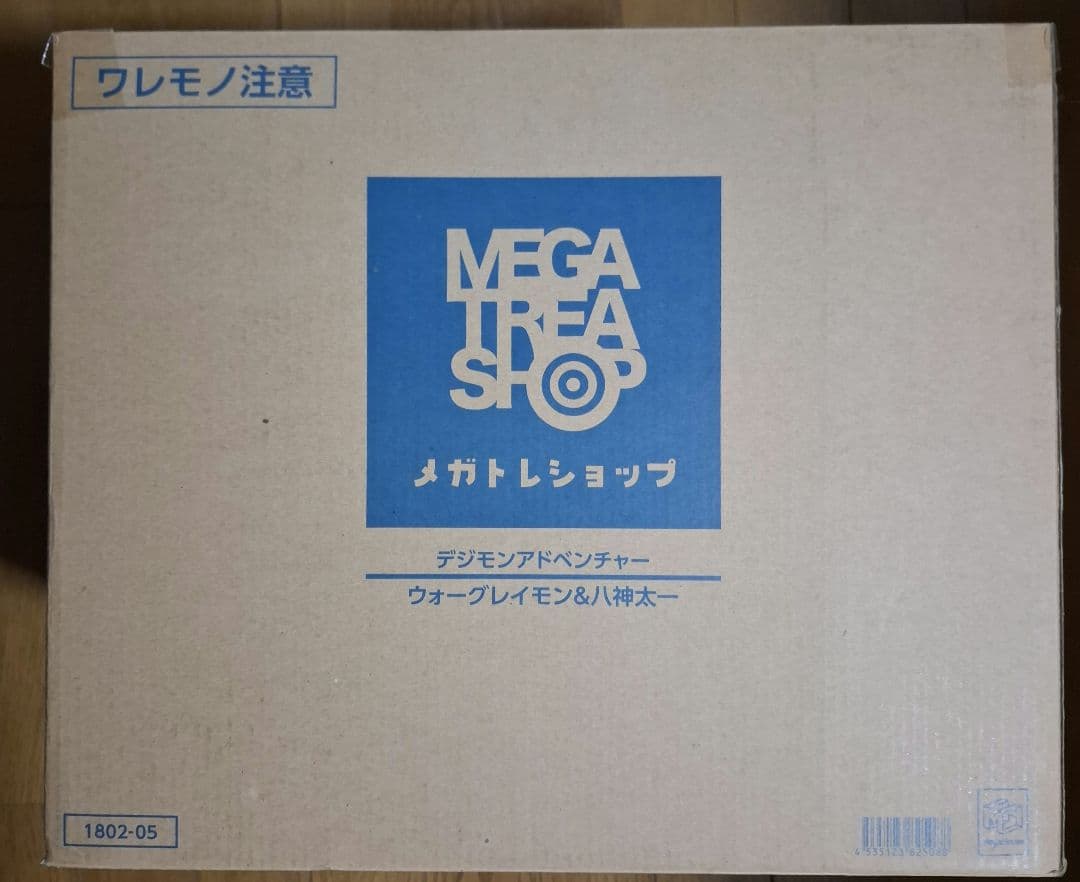 ワレモノ注意
MEGA
TREA
SHOP
メガトレショップ
デジモンアドベンチャー
ウォーグレイモン&八神太一
1802-05